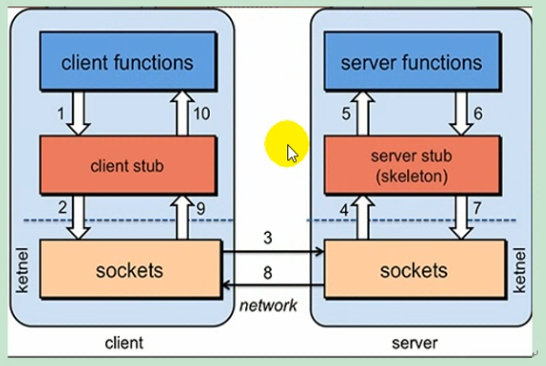 client functions
server functions
1
10
5
6
client stub
server stub
(skeleton)
2
9
4
7
3
ketnel
sockets
sockets
ketnel
8
network
client
server